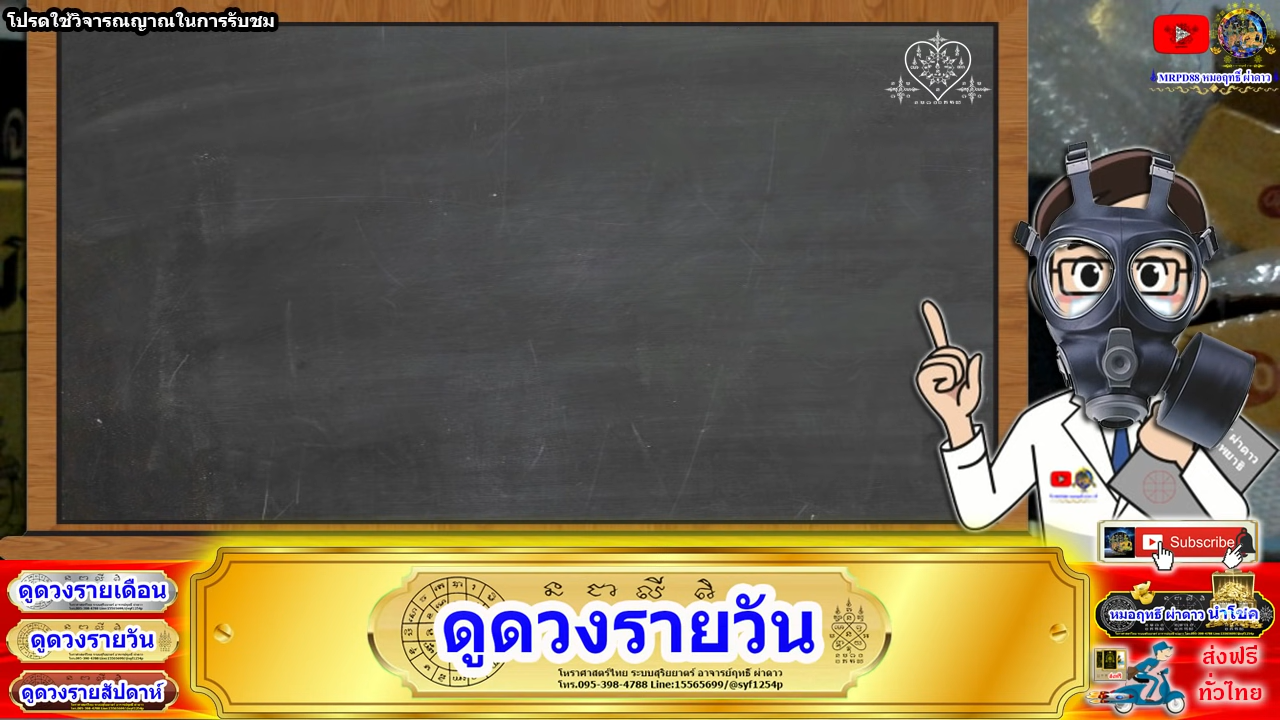 โปรดใช้วิจารณญาณในการรับชม
MRPD88 หมอฤทธิ์ ผ่าดาว
ผ่าดาว
พยาธิ
Subscribe
ดูดวงรายเดือน
ดูดวงรายวัน
ดูดวงรายสัปดาห์
ดูดวงรายวัน
โหราศาสตร์ไทย ระบบสุริยยาตร์ อาจารย์ฤทธิ์ ผ่าดาว
โทร.095-398-4788 Line:15565699/@syf1254p
หมอฤทธิ์ ผ่าดาว นำโชค
ส่งฟรี
ทั่วไทย